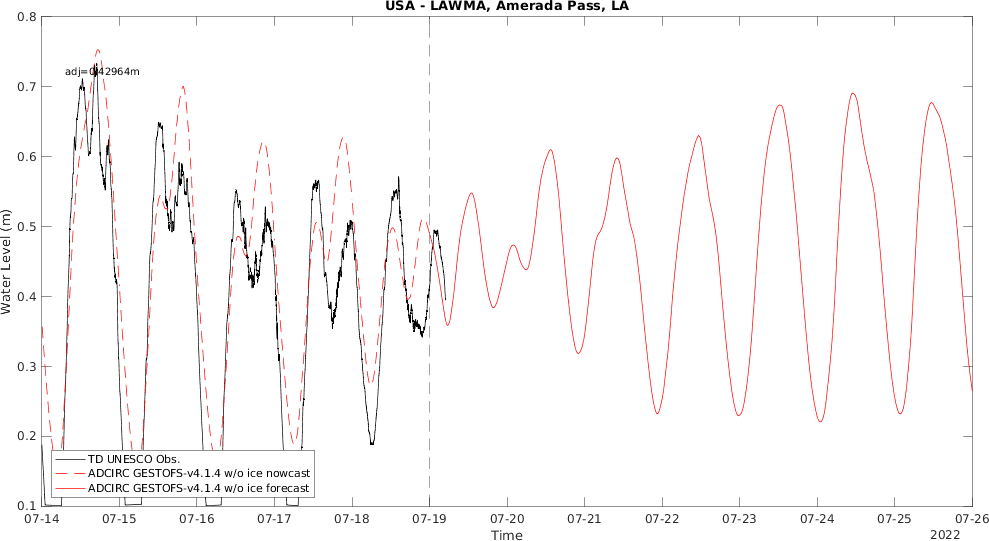 USA - LAWMA, Amerada Pass, LA
0.8
0.7
0.6
0.5
0.4
0.3
0.2
0.1
Water Level (m)
adj=0.42964m
TD UNESCO Obs.
ADCIRC GESTOFS-v4.1.4 w/o ice nowcast
ADCIRC GESTOFS-v4.1.4 w/o ice forecast
07-14 07-15 07-16 07-17 07-18 07-19 07-20 07-21 07-22 07-23 07-24 07-25 07-26
Time
2022